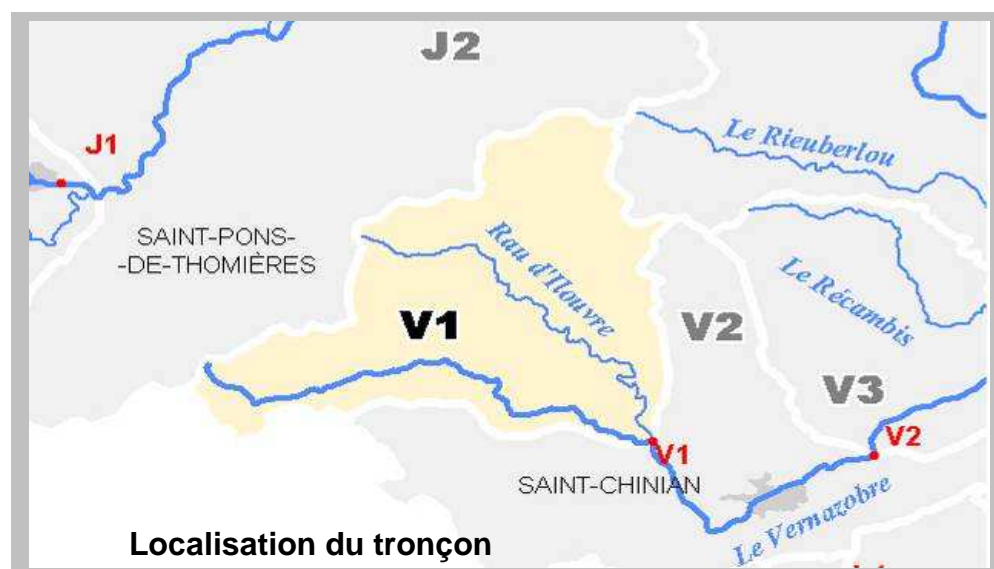 J2
J1
Le Rieuberlou
SAINT-PONS-
-DE-THOMIÈRES
Rau d'Ilouvre
Le Récambis
V1
V2
V3
V2
V1
SAINT-CHINIAN
Le Vernazobre
Localisation du tronçon